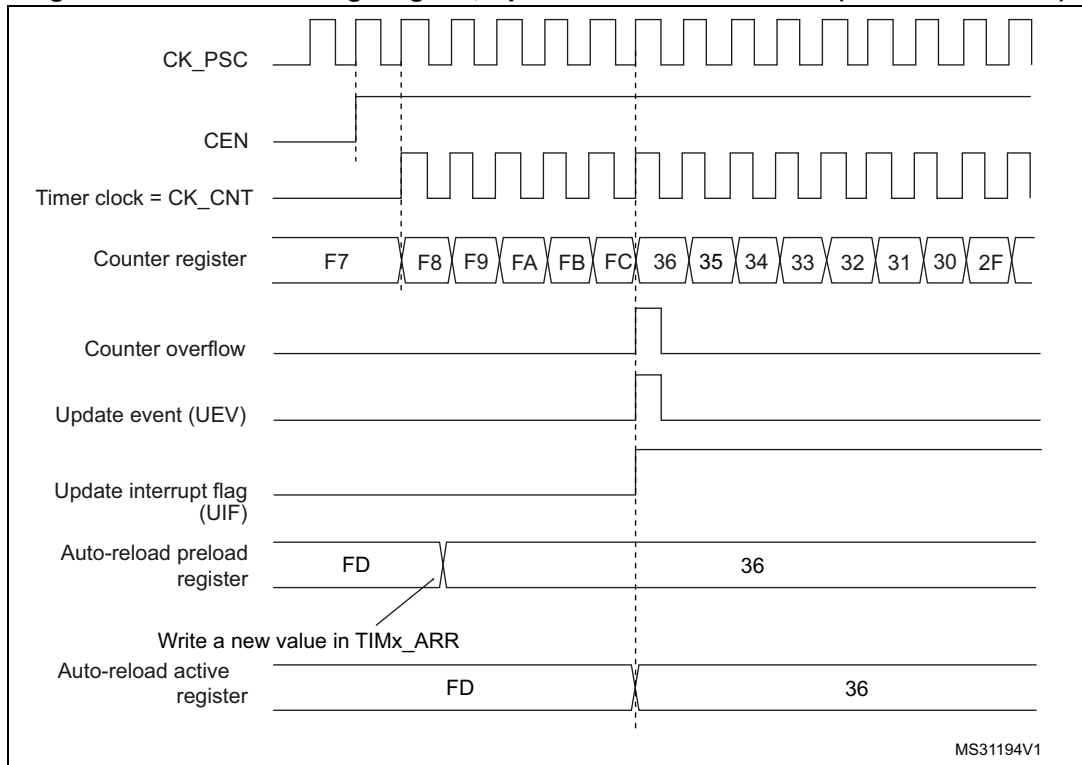 CK_PSC
CEN
Timer clock = CK_CNT
Counter register F7 F8 F9 FA FB FC 36 35 34 33 32 31 30 2F
Counter overflow
Update event (UEV)
Update interrupt flag
(UIF)
Auto-reload preload
register
FD 36
Write a new value in TIMx_ARR
Auto-reload active
register
FD 36
MS31194V1